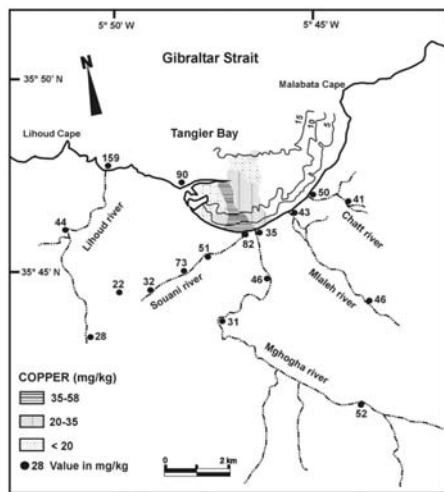 5° 50 W
5° 45 W
Gibraltar Strait
35° 50 N
N
Malabata Cape
Lihoud Cape
Tangier Bay
15
10
5
159
90
50
41
Chatt river
44
Lihoud river
43
82
35
51
35° 45 N
73
Souani river
22
32
46
Mlaleh river
46
31
28
Mghogha river
52
COPPER (mg/kg)
35-58
20-35
< 20
28 Value in mg/kg
0
2 km